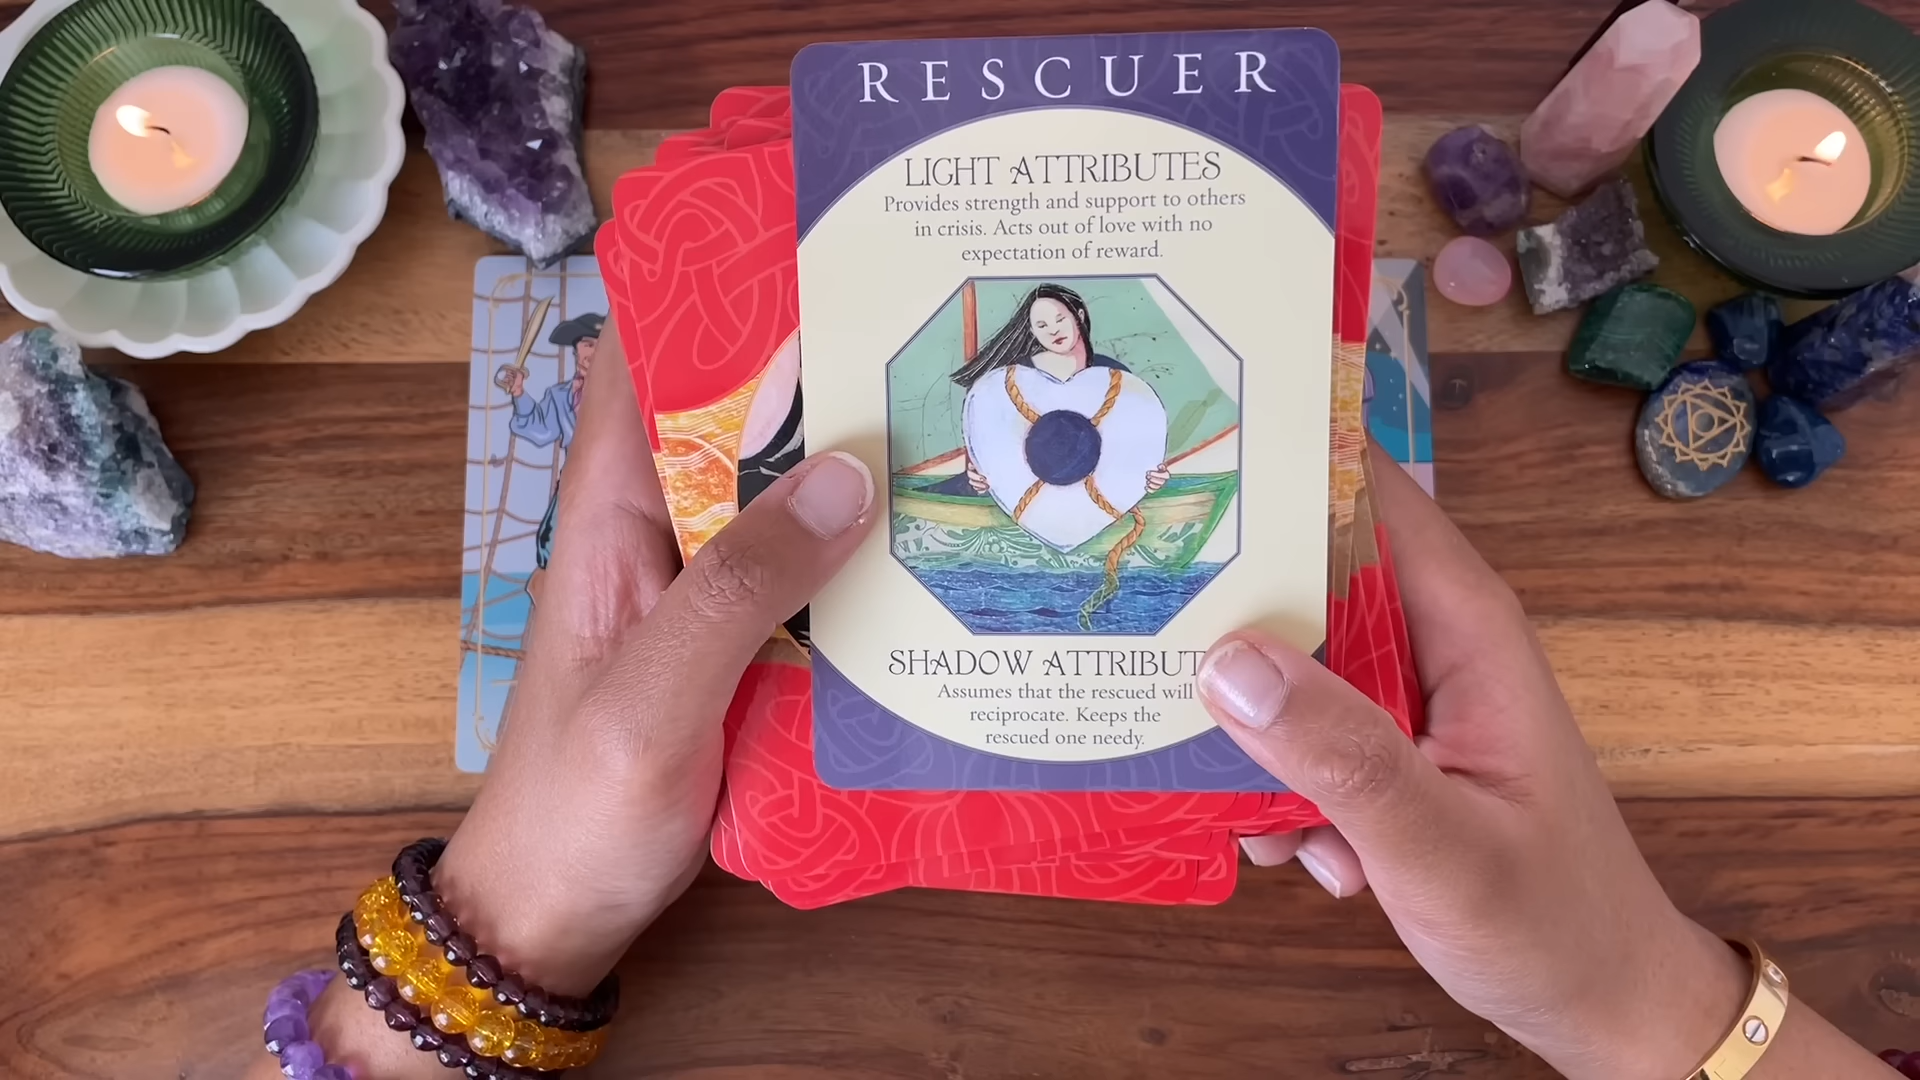 RESCUER
LIGHT ATTRIBUTES
Provides strength and support to others
in crisis. Acts out of love with no
expectation of reward.
SHADOW ATTRIBUT
Assumes that the rescued will
reciprocate. Keeps the
rescued one needy.